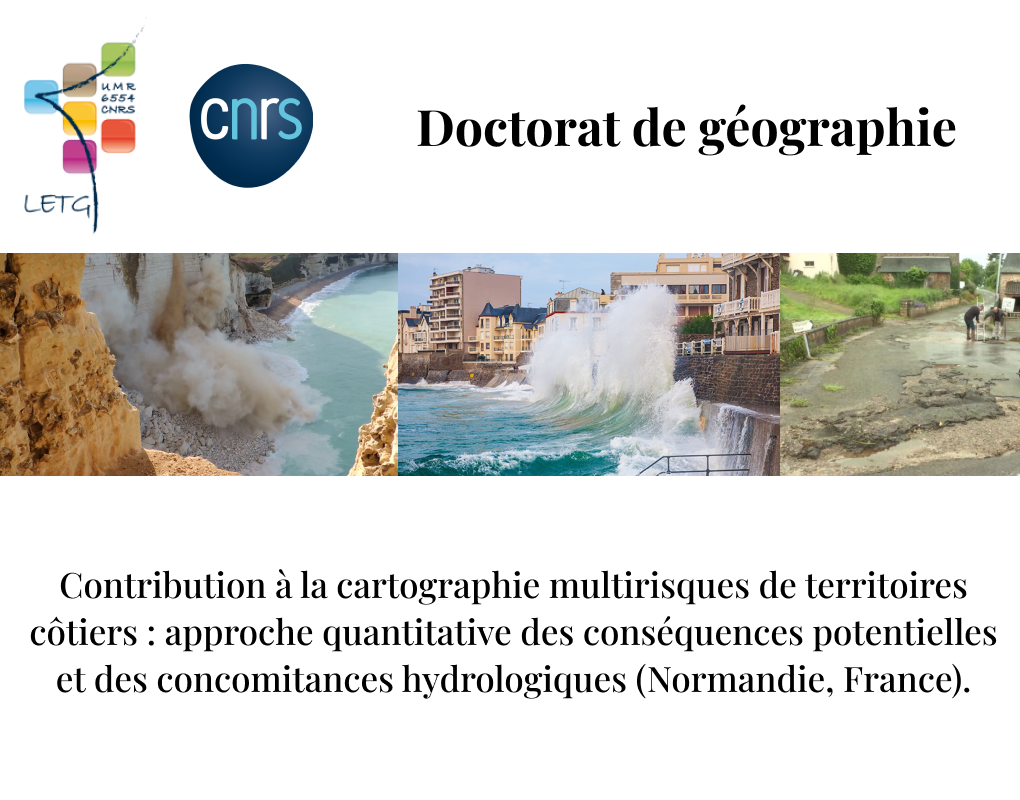 UMR
6554
CNRS
LETG
cnrs
Doctorat de géographie
Contribution à la cartographie multirisques de territoires
côtiers : approche quantitative des conséquences potentielles
et des concomitances hydrologiques (Normandie, France).